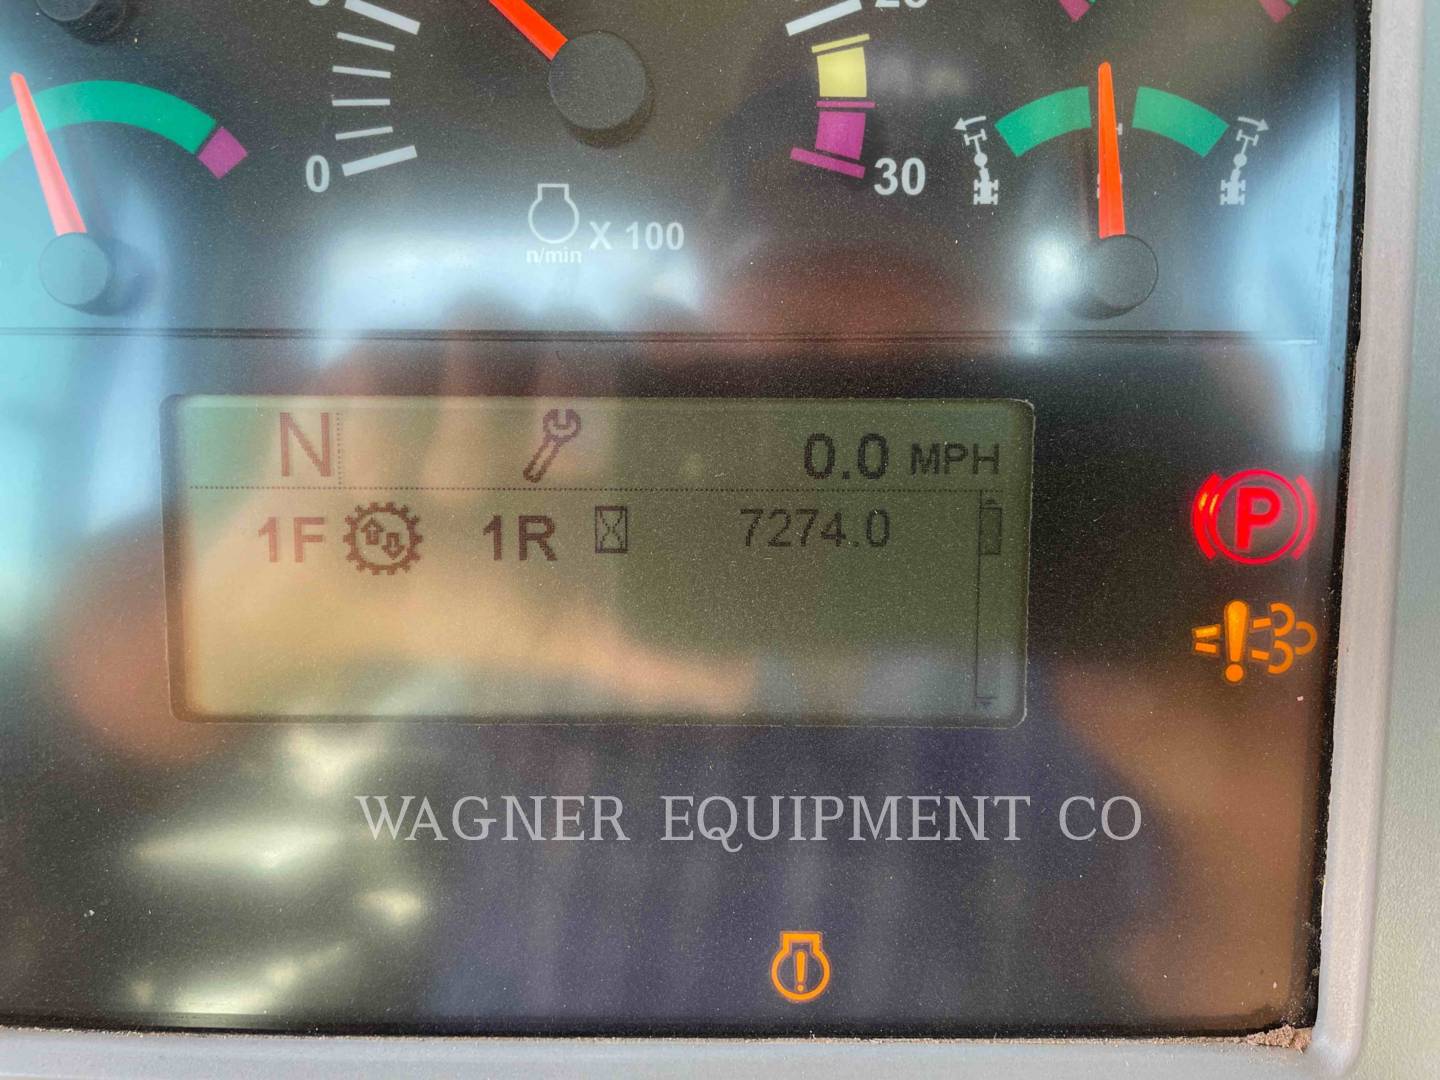 0
30
n/min X 100
N 0.0 MPH
1F 1R 7274.0
P
WAGNER EQUIPMENT CO